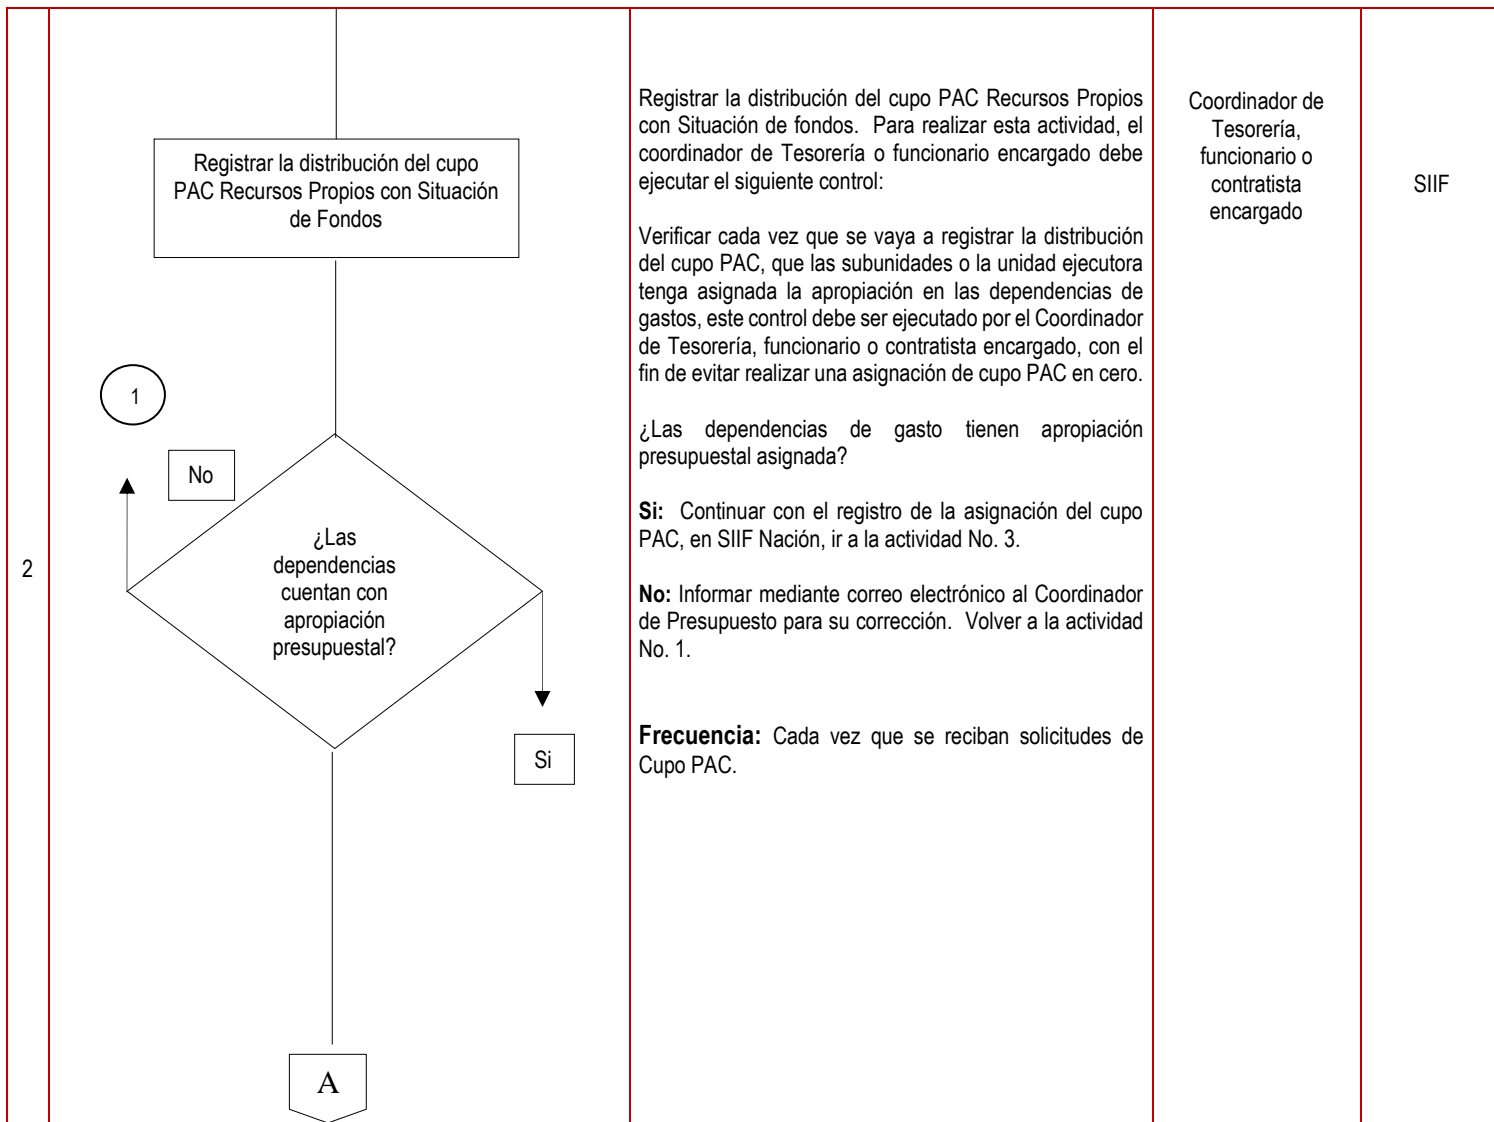 2
Registrar la distribución del cupo
PAC Recursos Propios con Situación
de Fondos
1
No
¿Las
dependencias
cuentan con
apropiación
presupuestal?
Si
A
Registrar la distribución del cupo PAC Recursos Propios
con Situación de fondos. Para realizar esta actividad, el
coordinador de Tesorería o funcionario encargado debe
ejecutar el siguiente control:
Verificar cada vez que se vaya a registrar la distribución
del cupo PAC, que las subunidades o la unidad ejecutora
tenga asignada la apropiación en las dependencias de
gastos, este control debe ser ejecutado por el Coordinador
de Tesorería, funcionario o contratista encargado, con el
fin de evitar realizar una asignación de cupo PAC en cero.
¿Las dependencias de gasto tienen apropiación
presupuestal asignada?
Si: Continuar con el registro de la asignación del cupo
PAC, en SIIF Nación, ir a la actividad No. 3.
No: Informar mediante correo electrónico al Coordinador
de Presupuesto para su corrección. Volver a la actividad
No. 1.
Frecuencia: Cada vez que se reciban solicitudes de
Cupo PAC.
Coordinador de
Tesorería,
funcionario o
contratista
encargado
SIIF